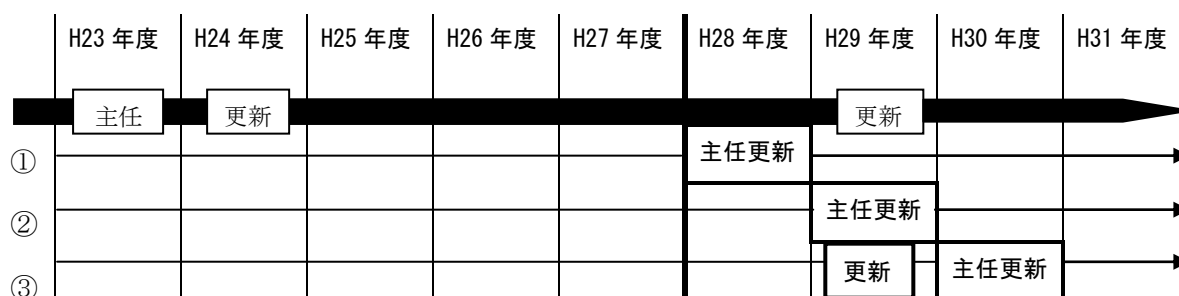 H23 年度 H24 年度 H25 年度 H26 年度 H27 年度 H28 年度 H29 年度 H30 年度 H31 年度
主任 更新 更新
① 主任更新
② 主任更新
③ 更新 主任更新